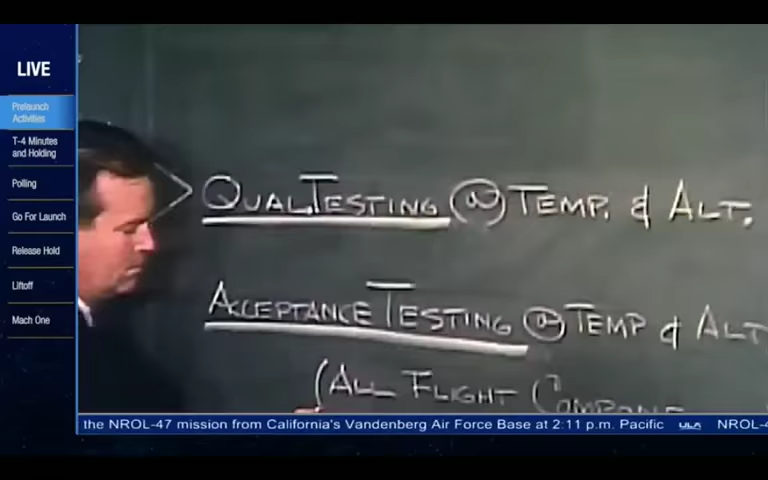 LIVE
Prelaunch
Activities
T-4 Minutes
and Holding
Polling
Go For Launch
Release Hold
Liftoff
Mach One
QUAL TESTING @ TEMP. & ALT.
ACCEPTANCE TESTING @ TEMP & ALT
(ALL FLIGHT COMPONE
the NROL-47 mission from California's Vandenberg Air Force Base at 2:11 p.m. Pacific ULA NROL-4